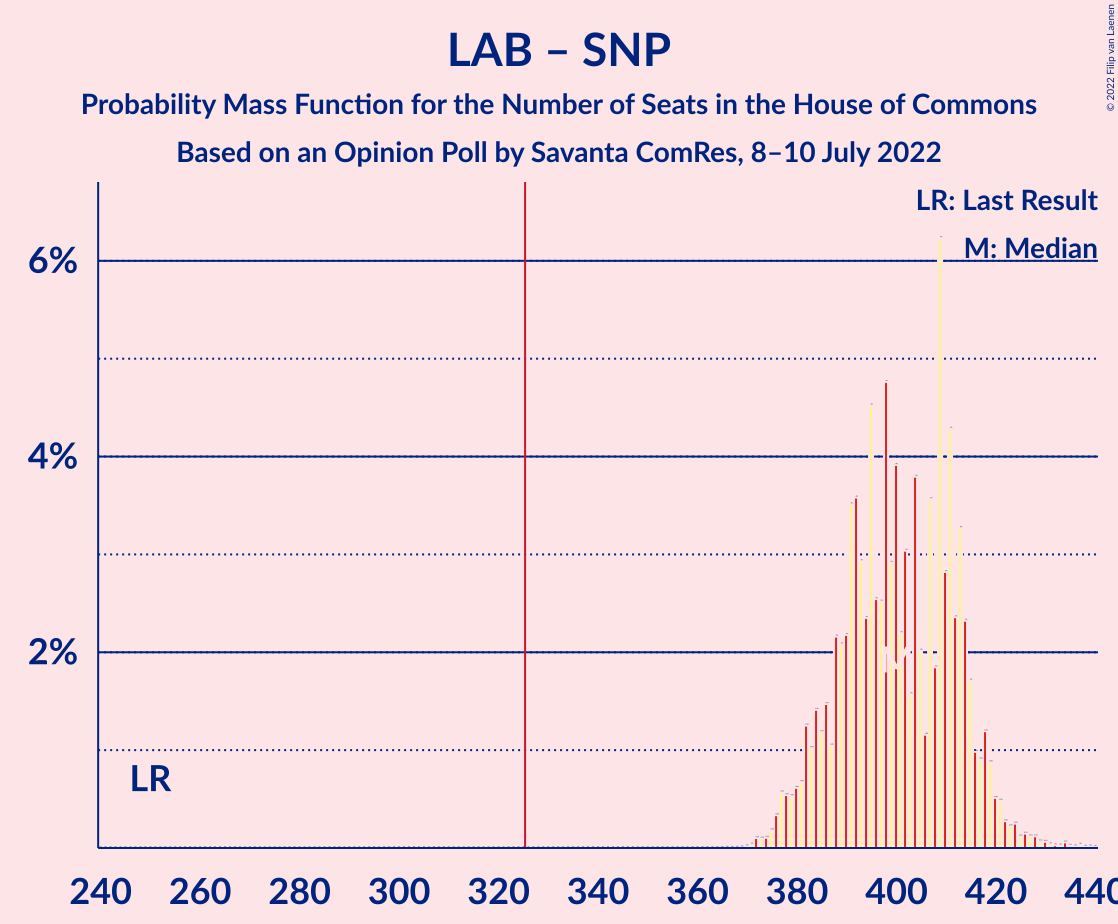 LAB – SNP
Probability Mass Function for the Number of Seats in the House of Commons
Based on an Opinion Poll by Savanta ComRes, 8–10 July 2022
© 2022 Filip van Laenen
LR: Last Result
M: Median
6%
4%
2%
LR
240 260 280 300 320 340 360 380 400 420 440